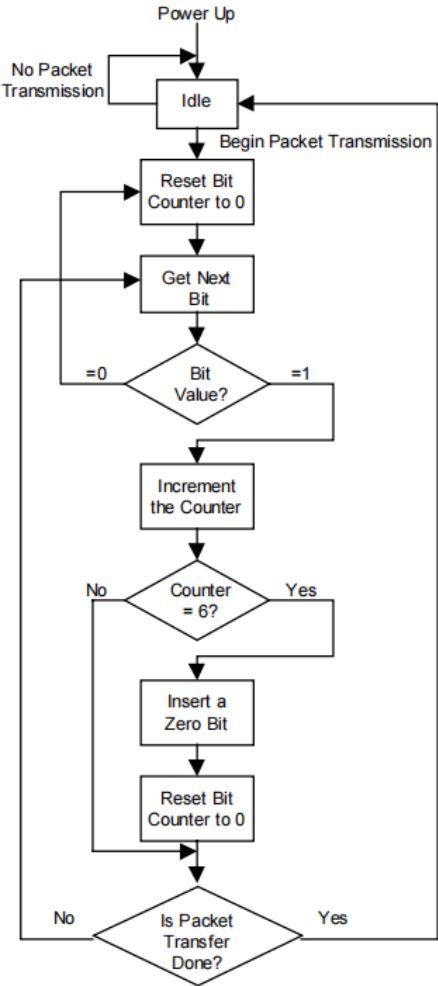 Power Up
No Packet
Transmission
Idle
Begin Packet Transmission
Reset Bit
Counter to 0
Get Next
Bit
=0
Bit
Value?
=1
Increment
the Counter
No
Counter
= 6?
Yes
Insert a
Zero Bit
Reset Bit
Counter to 0
No
Is Packet
Transfer
Done?
Yes